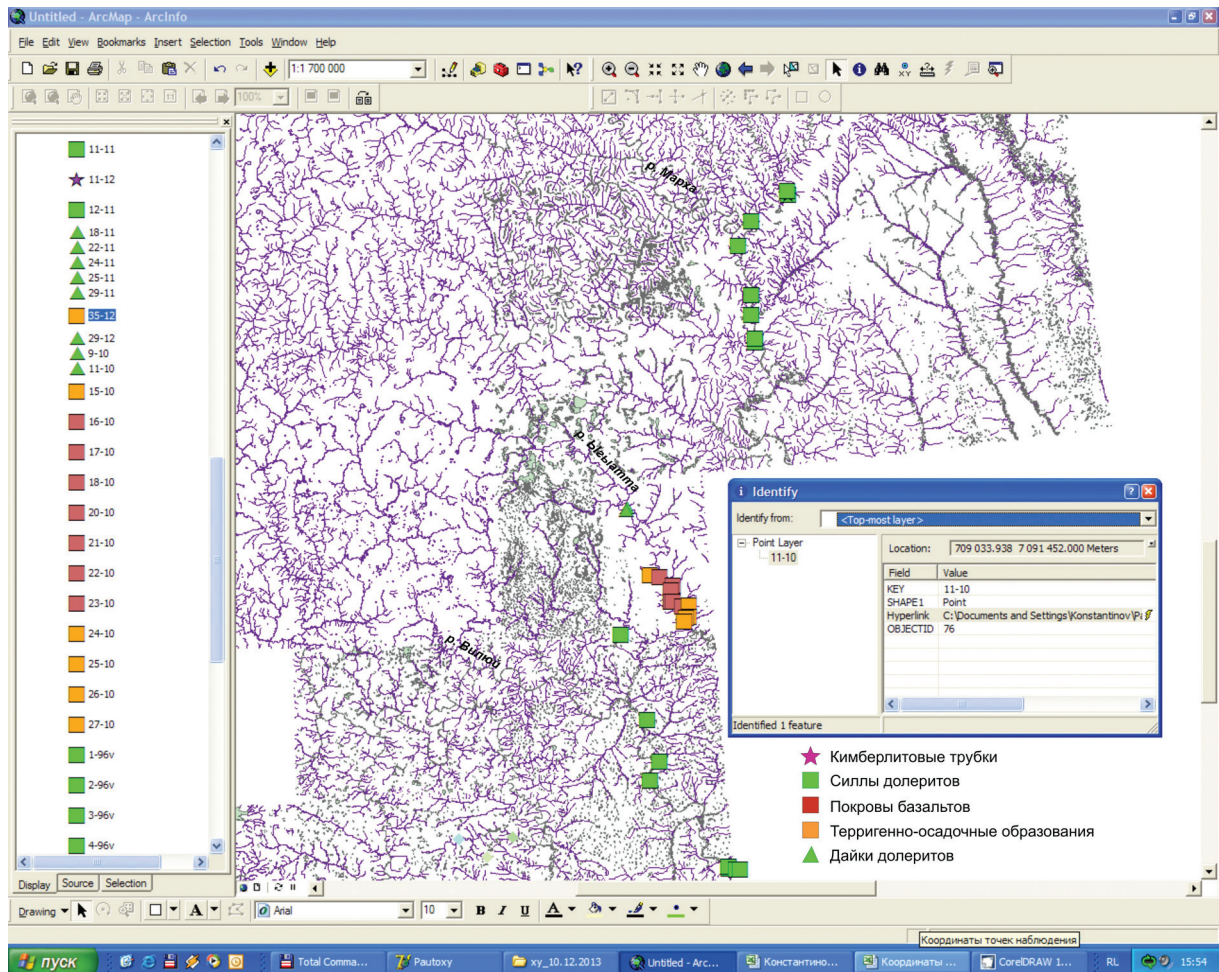 Untitled - ArcMap - ArcInfo
File Edit View Bookmarks Insert Selection Tools Window Help
1:1 700 000
100%
11-11
11-12
12-11
18-11
22-11
24-11
25-11
29-11
35-12
29-12
9-10
11-10
15-10
16-10
17-10
18-10
20-10
21-10
22-10
23-10
24-10
25-10
26-10
27-10
1-96v
2-96v
3-96v
4-96v
Display Source Selection
р. Марха
р. Ыгыатта
р. Вилюй
Identify
Identify from: <Top-most layer>
Point Layer
11-10
Location: 709 033.938 7 091 452.000 Meters
Field Value
KEY 11-10
SHAPE1 Point
Hyperlink C:\Documents and Settings\Konstantinov\
OBJECTID 76
Identified 1 feature
Кимберлитовые трубки
Силлы долеритов
Покровы базальтов
Терригенно-осадочные образования
Дайки долеритов
Drawing A Arial 10 B I U A
Координаты точек наблюдения
пуск Total Comma... Pautoxy xy_10.12.2013 Untitled - Arc... Константино... Координаты ... CorelDRAW 1... RL 15:54